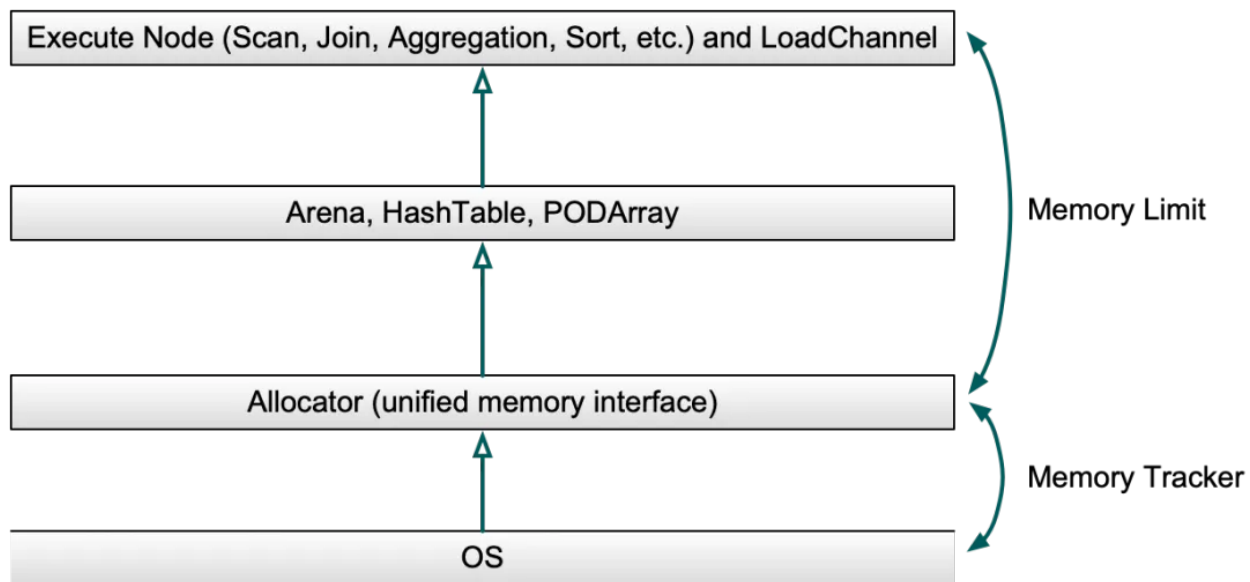 Execute Node (Scan, Join, Aggregation, Sort, etc.) and LoadChannel
Arena, HashTable, PODArray
Memory Limit
Allocator (unified memory interface)
Memory Tracker
OS